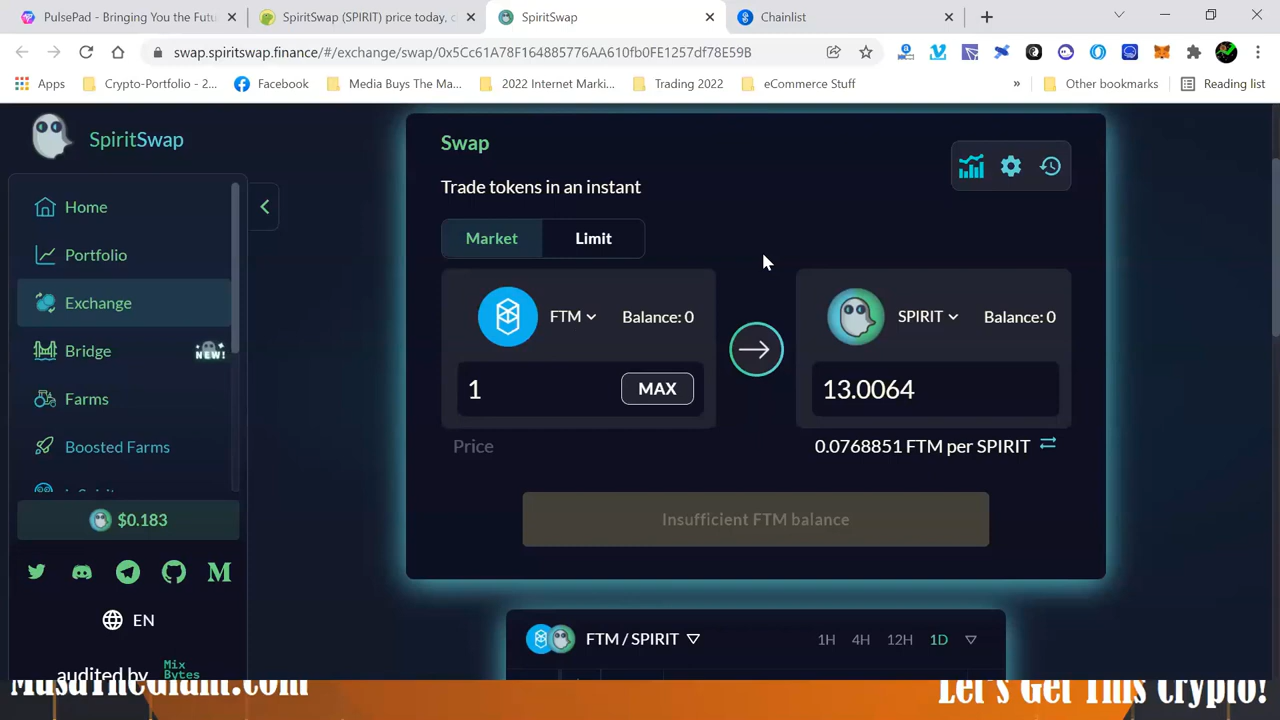 PulsePad - Bringing You the Futu
SpiritSwap (SPIRIT) price today, c
SpiritSwap
Chainlist
swap.spiritswap.finance/#/exchange/swap/0x5Cc61A78F164885776AA610fb0FE1257df78E59B
Apps
Crypto-Portfolio - 2...
Facebook
Media Buys The Ma...
2022 Internet Marki...
Trading 2022
eCommerce Stuff
»
Other bookmarks
Reading list
SpiritSwap
Home
Portfolio
Exchange
Bridge
NEW!
Farms
Boosted Farms
$0.183
EN
audited by
Mix
Bytes
Swap
Trade tokens in an instant
Market
Limit
FTM
Balance: 0
1
MAX
Price
SPIRIT
Balance: 0
13.0064
0.0768851 FTM per SPIRIT
Insufficient FTM balance
FTM / SPIRIT
1H
4H
12H
1D
MusaTheGiant.com
Let's Get This Crypto!